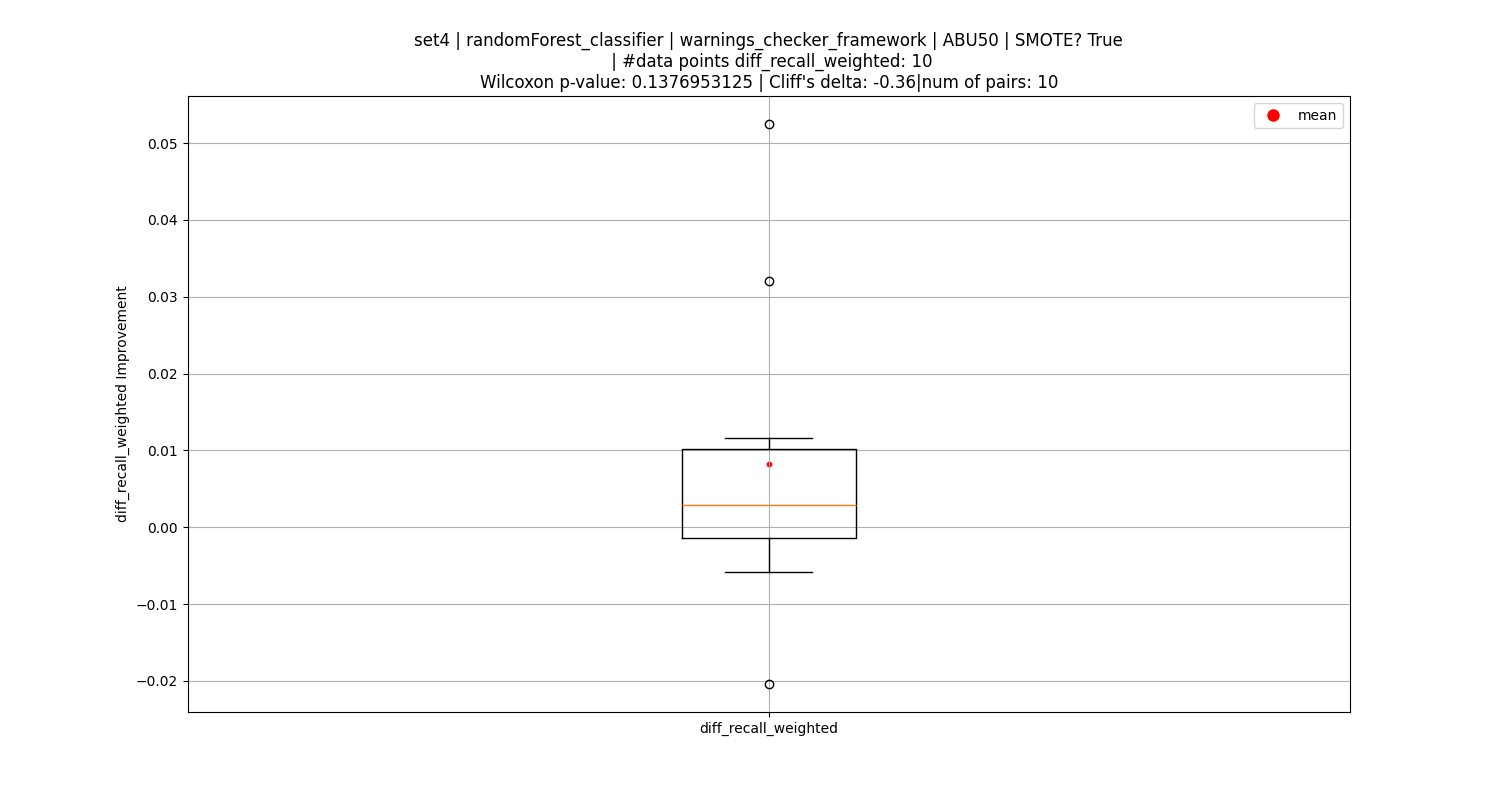 set4 | randomForest_classifier | warnings_checker_framework | ABU50 | SMOTE? True
| #data points diff_recall_weighted: 10
Wilcoxon p-value: 0.1376953125 | Cliff's delta: -0.36|num of pairs: 10
mean
0.05
0.04
0.03
0.02
0.01
0.00
−0.01
−0.02
diff_recall_weighted Improvement
diff_recall_weighted